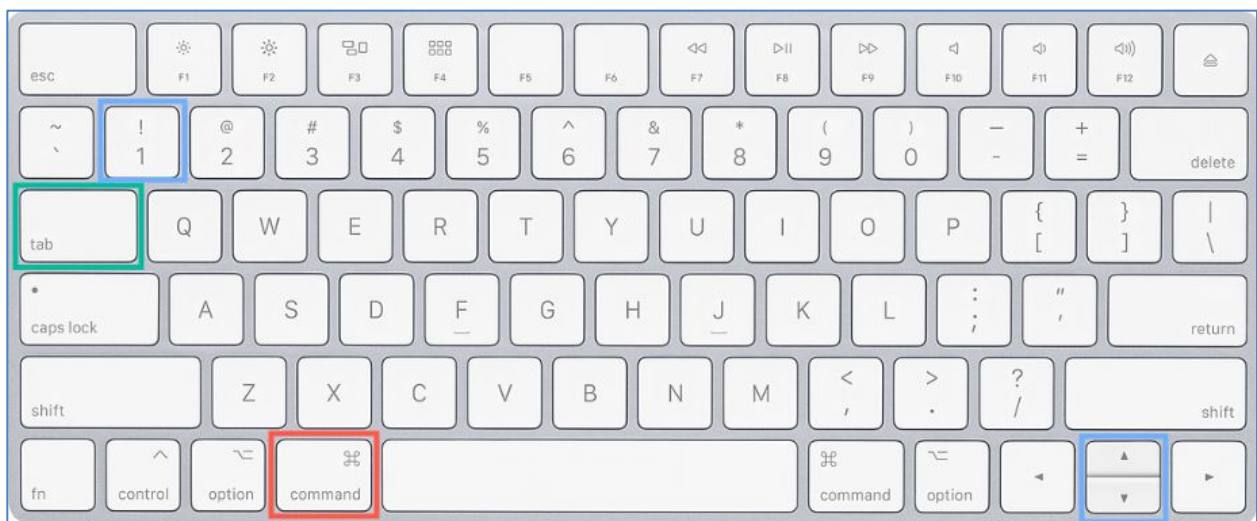 esc F1 F2 F3 F4 F5 F6 F7 F8 F9 F10 F11 F12
~ ! @ # $ % ^ & * ( ) — +
` 1 2 3 4 5 6 7 8 9 0 - = delete
tab Q W E R T Y U I O P { [ } ] | \
caps lock A S D F G H J K L : ; " ' return
shift Z X C V B N M < , > . ? / shift
fn ^ control ⌥ option ⌘ command ⌘ command ⌥ option ◀ ▲ ▼ ▶